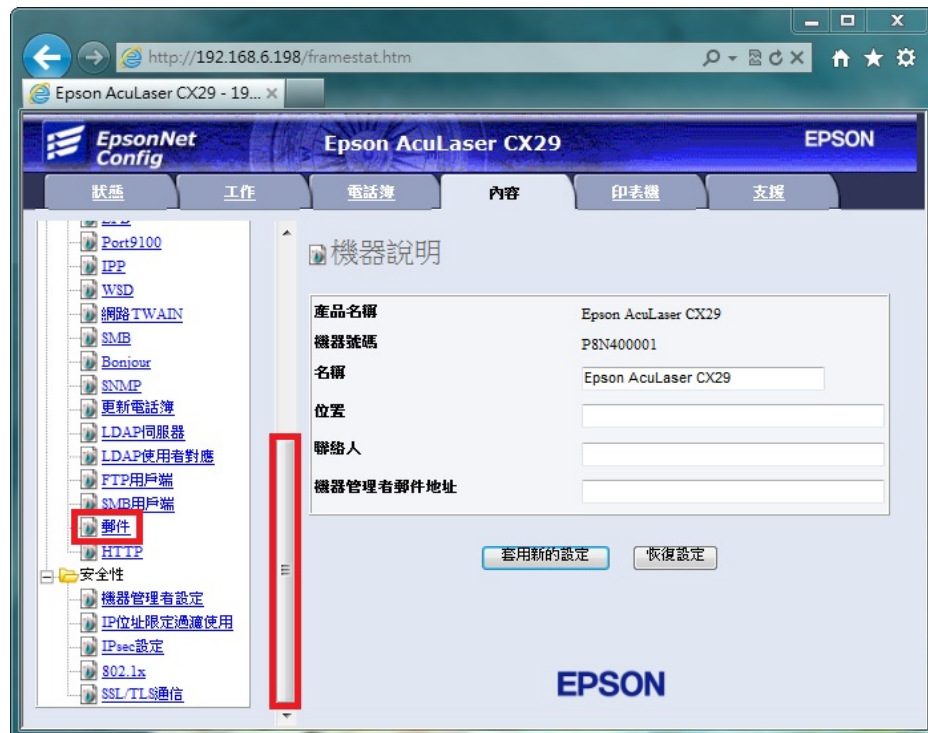 http://192.168.6.198/framestat.htm
Epson AcuLaser CX29 - 19...
EpsonNet
Config
Epson AcuLaser CX29
EPSON
狀態
工作
電話簿
內容
印表機
支援
Port9100
IPP
WSD
網路TWAIN
SMB
Bonjour
SNMP
更新電話簿
LDAP伺服器
LDAP使用者對應
FTP用戶端
SMB用戶端
郵件
HTTP
安全性
機器管理者設定
IP位址限定過濾使用
IPsec設定
802.1x
SSL/TLS通信
機器說明
產品名稱 Epson AcuLaser CX29
機器號碼 P8N400001
名稱 Epson AcuLaser CX29
位置
聯絡人
機器管理者郵件地址
套用新的設定 恢復設定
EPSON